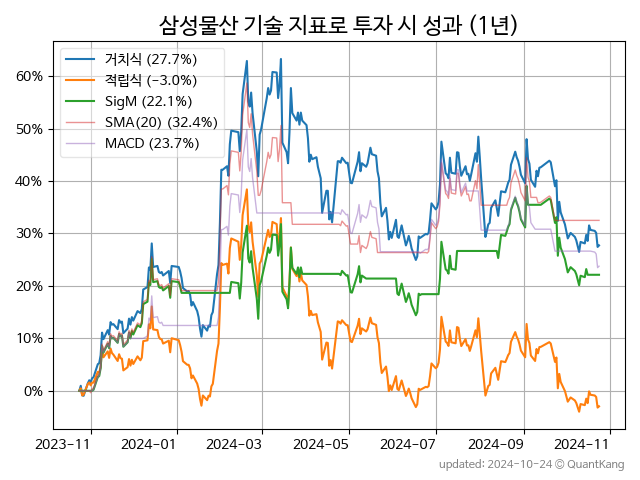 삼성물산 기술 지표로 투자 시 성과 (1년)
거치식 (27.7%)
적립식 (-3.0%)
SigM (22.1%)
SMA(20) (32.4%)
MACD (23.7%)
60%
50%
40%
30%
20%
10%
0%
2023-11 2024-01 2024-03 2024-05 2024-07 2024-09 2024-11
updated: 2024-10-24 © QuantKang